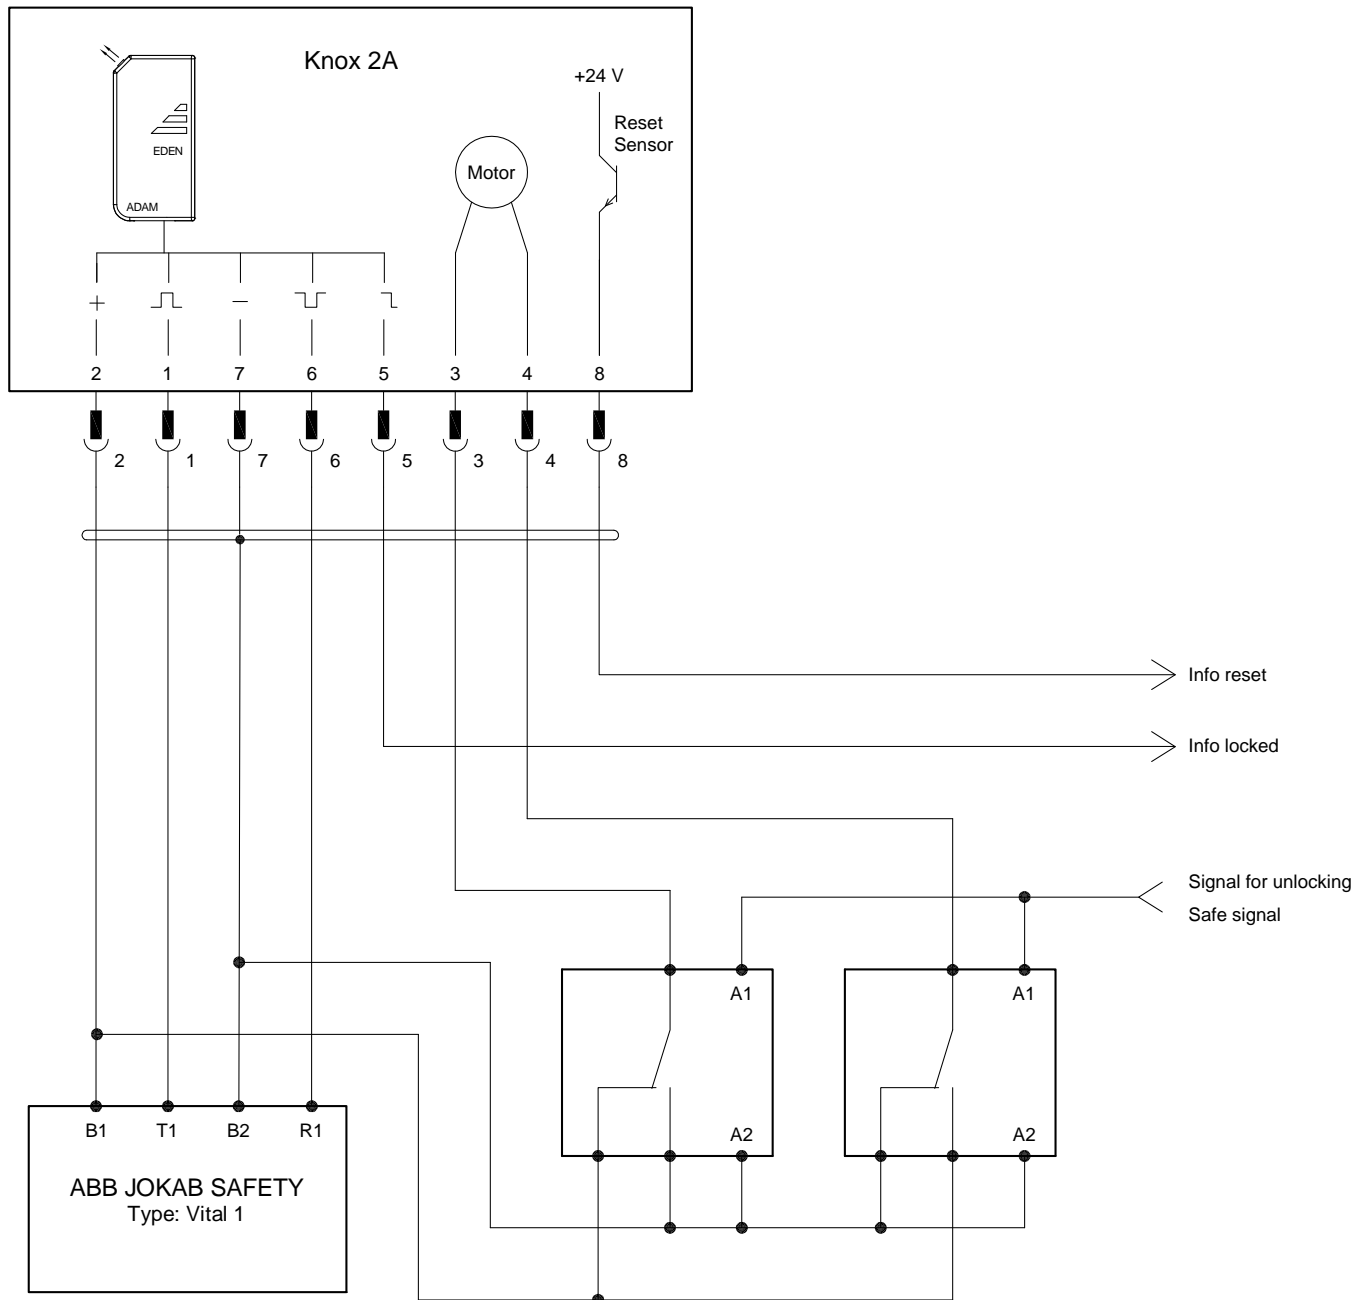 Knox 2A
+24 V
Reset
Sensor
Motor
EDEN
ADAM
+
−
2 1 7 6 5 3 4 8
2 1 7 6 5 3 4 8
Info reset
Info locked
Signal for unlocking
Safe signal
A1 A1
B1 T1 B2 R1
A2 A2
ABB JOKAB SAFETY
Type: Vital 1